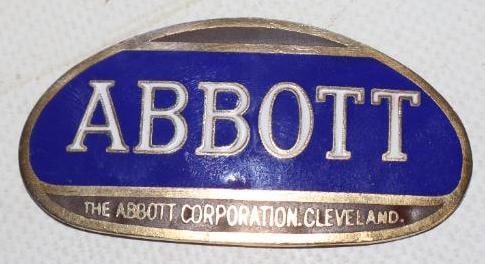 ABBOTT
THE ABBOTT CORPORATION. CLEVELAND.